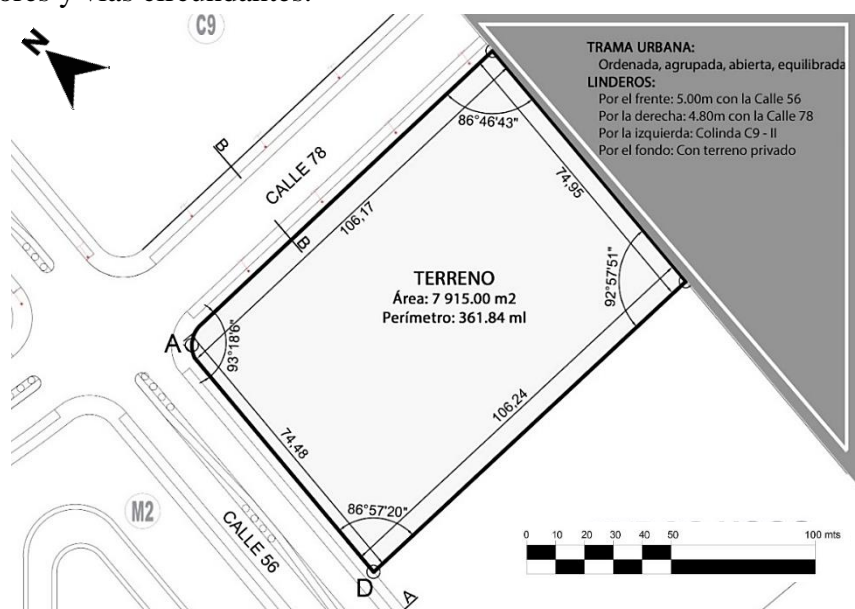 ores y vías circundantes.
C9
N
TRAMA URBANA:
Ordenada, agrupada, abierta, equilibrada
LINDEROS:
Por el frente: 5.00m con la Calle 56
Por la derecha: 4.80m con la Calle 78
Por la izquierda: Colinda C9 - II
Por el fondo: Con terreno privado
86°46'43"
B
CALLE 78
74,95
106,17
B
92°57'51"
TERRENO
Área: 7 915.00 m2
Perímetro: 361.84 ml
A
93°18'6"
106,24
74,48
M2
86°57'20"
CALLE 56
0 10 20 30 40 50 100 mts
D
A